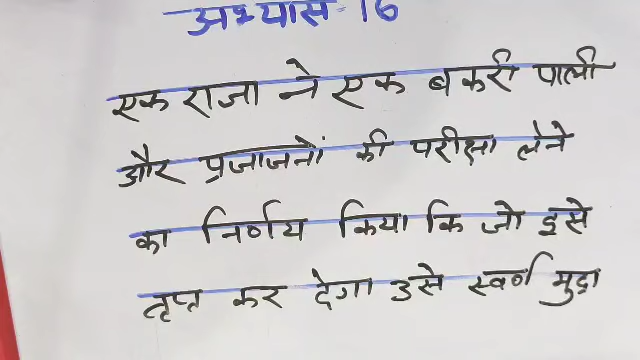 अभ्यास 16
एक राजा ने एक बकरी पाली
और प्रजाजनों की परीक्षा लेने
का निर्णय किया कि जो इसे
तृप्त कर देगा उसे स्वर्ण मुद्रा